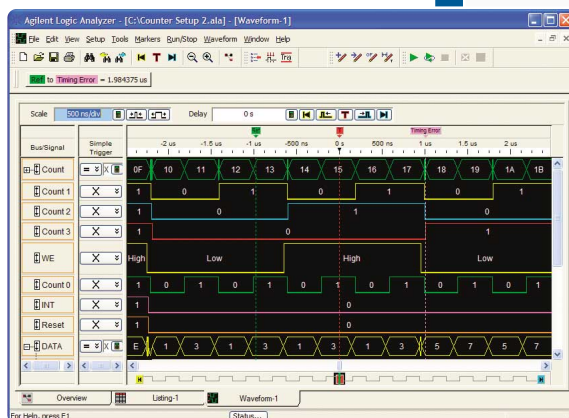 Agilent Logic Analyzer - [C:\Counter Setup 2.ala] - [Waveform-1]
File Edit View Setup Tools Markers Run/Stop Waveform Window Help
Ref to Timing Error = 1.984375 us
Scale 500 ns/div Delay 0 s
Ref T Timing Error
Bus/Signal Simple Trigger -2 us -1.5 us -1 us -500 ns 0 s 500 ns 1 us 1.5 us 2 us
Count = X 0F 10 11 12 13 14 15 16 17 18 19 1A 1B
Count 1 X 1 0 1 0 1 0 1
Count 2 X 1 0 1 0
Count 3 X 1 0 1
WE X High Low High Low
Count 0 X 1 0 1 0 1 0 1 0 1 0 1 0 1
INT X 1 0
Reset X 1 0
DATA = X E 1 3 1 3 1 3 1 3 5 7 5 7
Overview Listing-1 Waveform-1
For Help, press F1 Status...